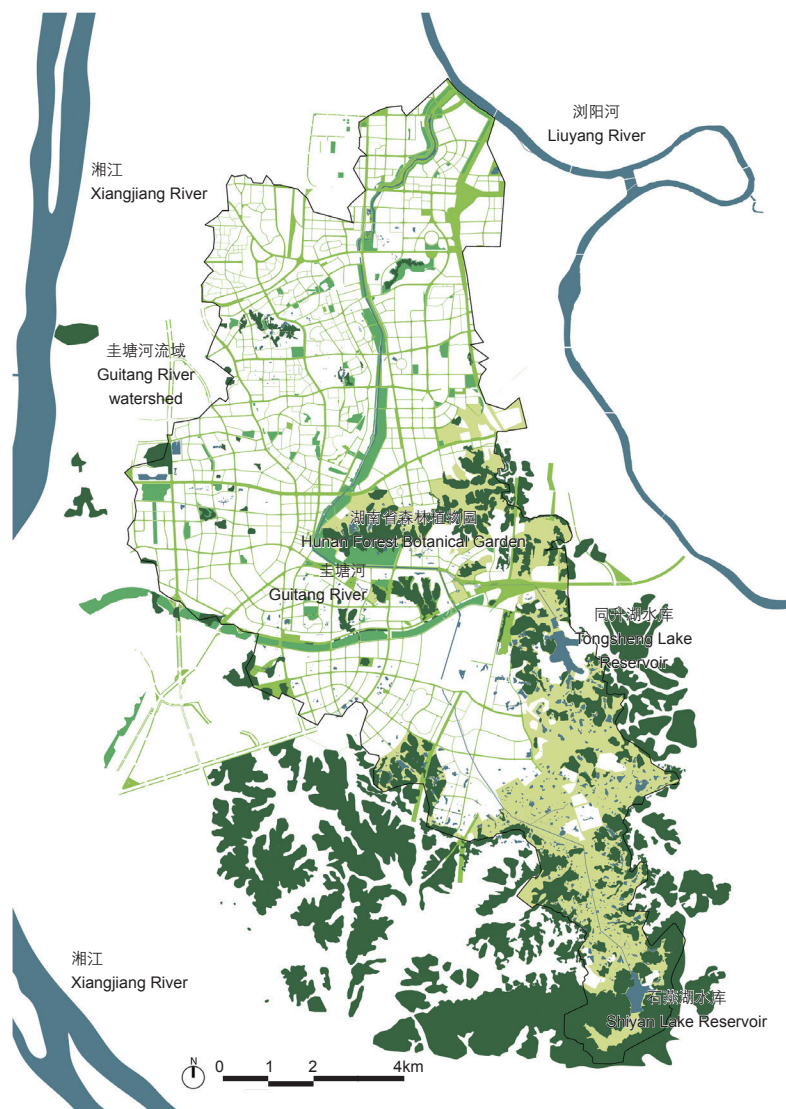 浏阳河
Liuyang River
湘江
Xiangjiang River
圭塘河流域
Guitang River
watershed
湖南省森林植物园
Hunan Forest Botanical Garden
圭塘河
Guitang River
同升湖水库
Tongsheng Lake
Reservoir
湘江
Xiangjiang River
石燕湖水库
Shiyan Lake Reservoir
N
0 1 2 4km